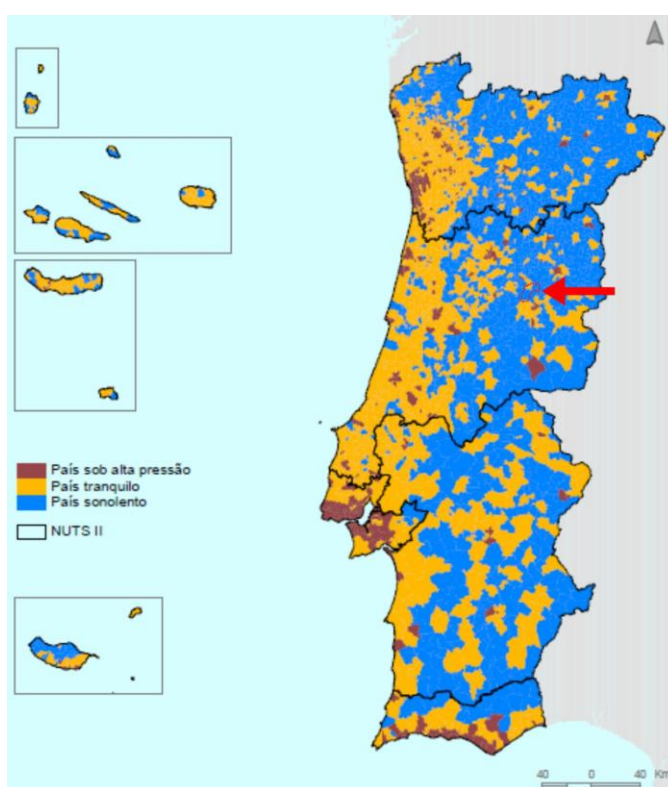 País sob alta pressão
País tranquilo
País sonolento
NUTS II
40 0 40 Km